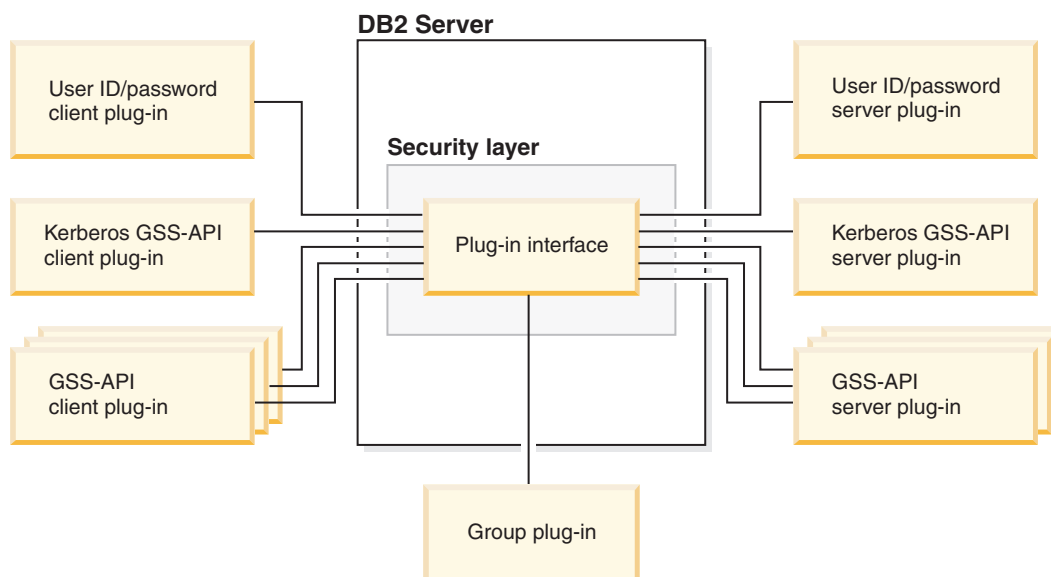 DB2 Server
User ID/password
client plug-in
User ID/password
server plug-in
Security layer
Kerberos GSS-API
client plug-in
Plug-in interface
Kerberos GSS-API
server plug-in
GSS-API
client plug-in
GSS-API
server plug-in
Group plug-in